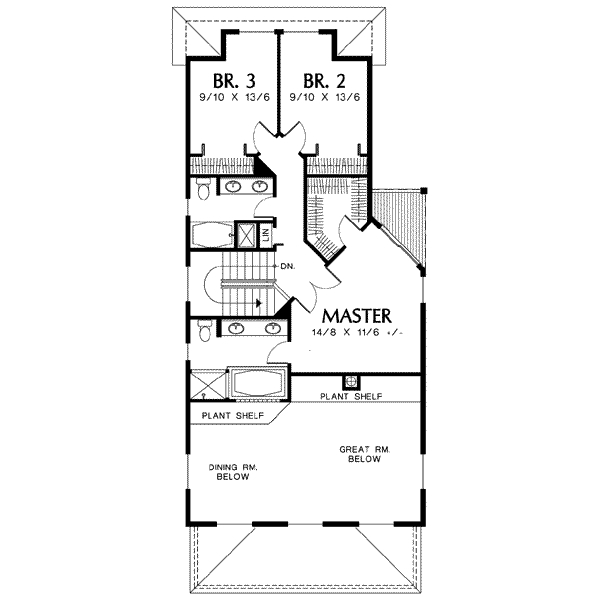 BR. 3
9/10 X 13/6
BR. 2
9/10 X 13/6
LIN
DN.
MASTER
14/8 X 11/6 +/-
PLANT SHELF
PLANT SHELF
GREAT RM.
BELOW
DINING RM.
BELOW